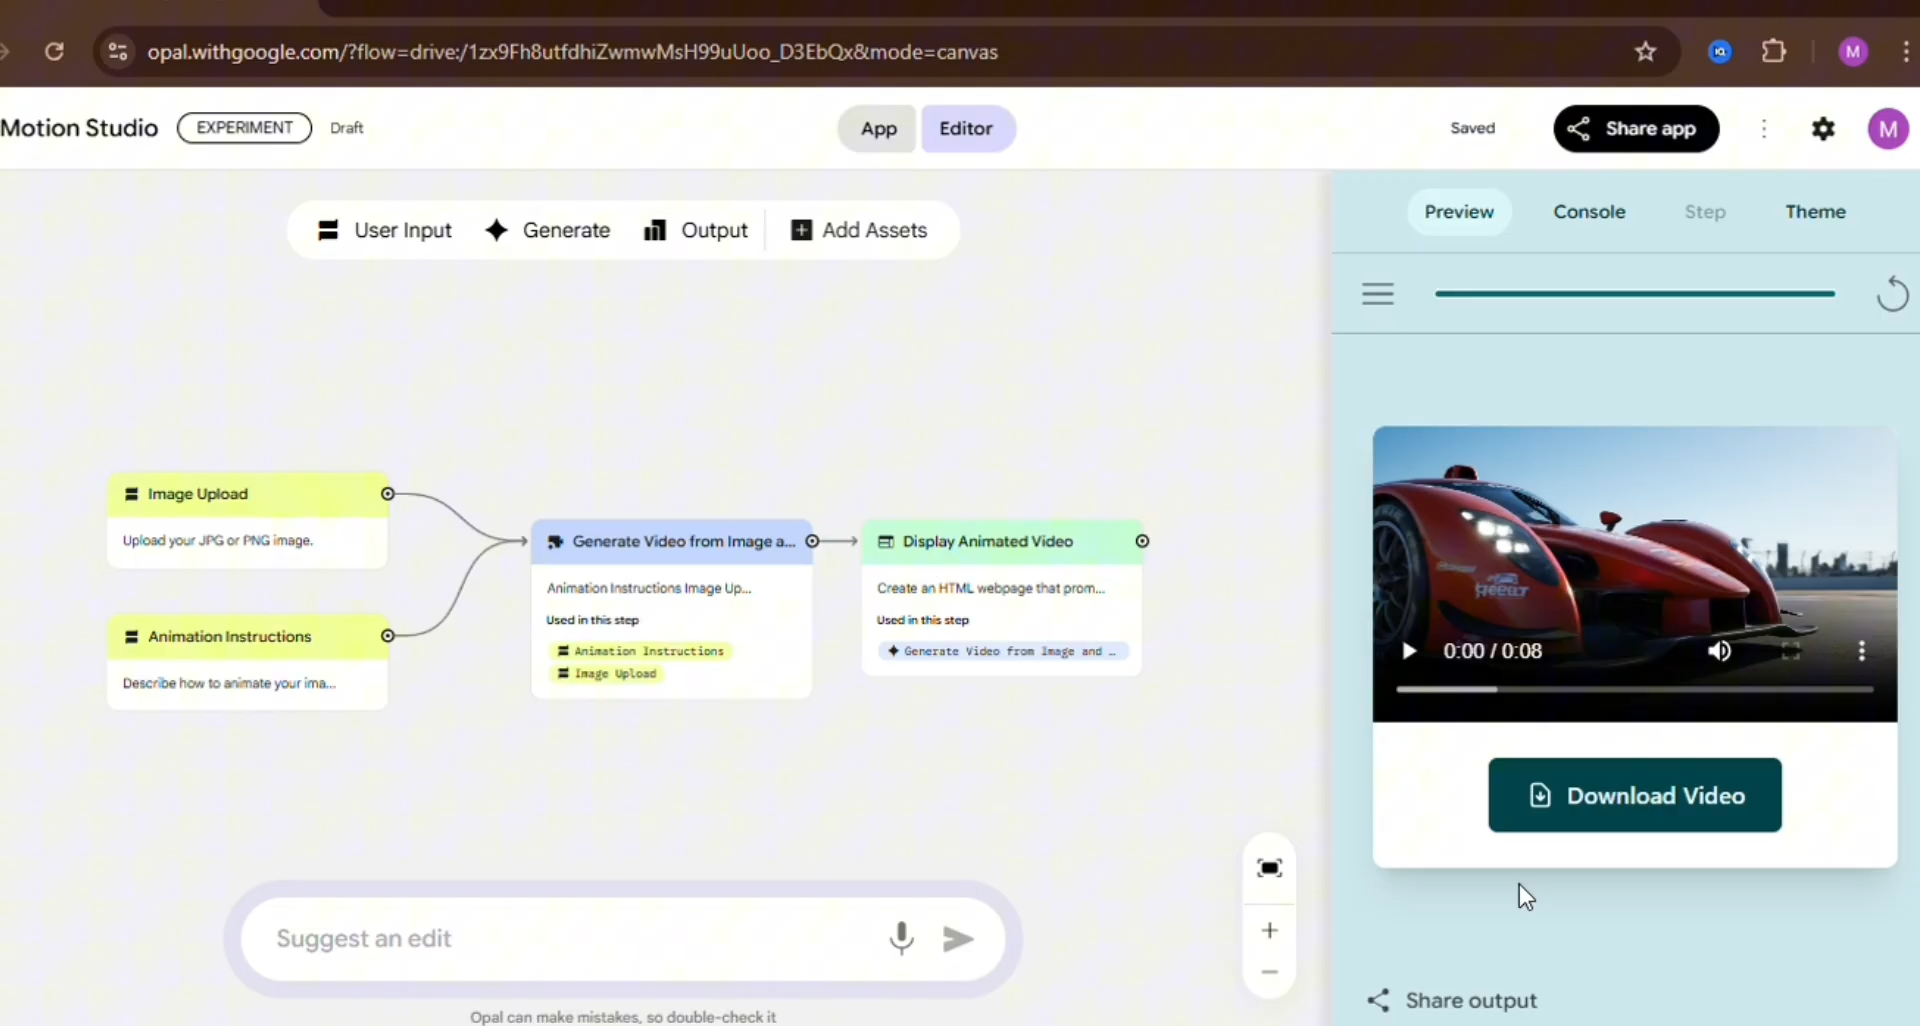 opal.withgoogle.com/?flow=drive:/1zx9Fh8utfdhiZwmwMsH99uUoo_D3EbQx&mode=canvas
M
Motion Studio
EXPERIMENT
Draft
App
Editor
Saved
Share app
M
User Input
Generate
Output
Add Assets
Preview
Console
Step
Theme
Image Upload
Upload your JPG or PNG image.
Animation Instructions
Describe how to animate your ima...
Generate Video from Image a...
Animation Instructions Image Up...
Used in this step
Animation Instructions
Image Upload
Display Animated Video
Create an HTML webpage that prom...
Used in this step
Generate Video from Image and …
0:00 / 0:08
Download Video
Suggest an edit
Opal can make mistakes, so double-check it
Share output